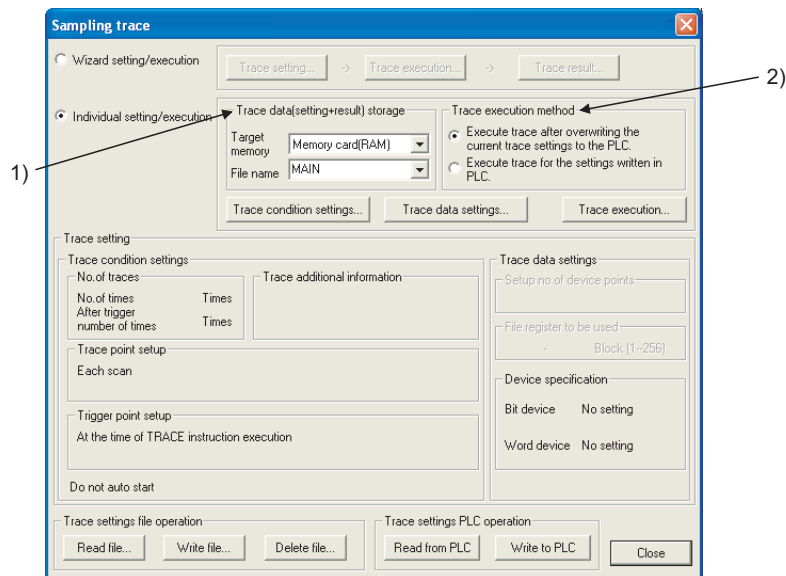 Sampling trace
Wizard setting/execution
Trace setting...
->
Trace execution...
->
Trace result...
2)
Individual setting/execution
Trace data(setting+result) storage
Target
memory
Memory card(RAM)
File name
MAIN
Trace execution method
Execute trace after overwriting the
current trace settings to the PLC.
Execute trace for the settings written in
PLC.
1)
Trace condition settings...
Trace data settings...
Trace execution...
Trace setting
Trace condition settings
No.of traces
No.of times Times
After trigger
number of times Times
Trace additional information
Trace point setup
Each scan
Trigger point setup
At the time of TRACE instruction execution
Do not auto start
Trace data settings
Setup no.of device points
File register to be used
- Block (1--256)
Device specification
Bit device No setting
Word device No setting
Trace settings file operation
Read file...
Write file...
Delete file...
Trace settings PLC operation
Read from PLC
Write to PLC
Close